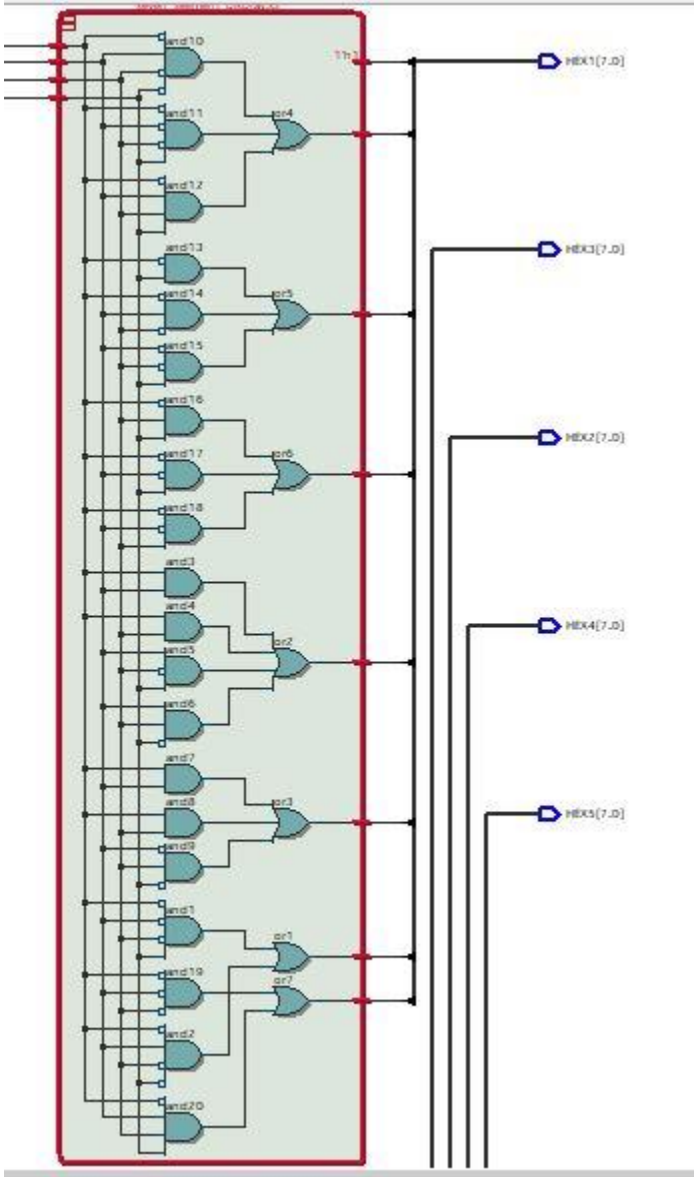 and10
1'h1
HEX1[7..0]
and11
or4
and12
and13
HEX3[7..0]
and14
or5
and15
and16
HEX2[7..0]
and17
or6
and18
and3
and4
HEX4[7..0]
and5
or2
and6
and7
and8
or3
HEX5[7..0]
and9
and1
or1
and19
or7
and2
and20